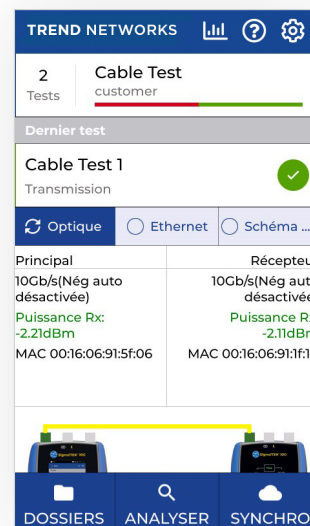 TREND NETWORKS
2
Tests
Cable Test
customer
Dernier test
Cable Test 1
Transmission
Optique
Ethernet
Schéma ...
Principal
10Gb/s(Nég auto
désactivée)
Puissance Rx:
-2.21dBm
MAC 00:16:06:91:5f:06
Récepteu
10Gb/s(Nég aut
désactivée
Puissance R
-2.11dBm
MAC 00:16:06:91:1f:1
DOSSIERS
ANALYSER
SYNCHRO